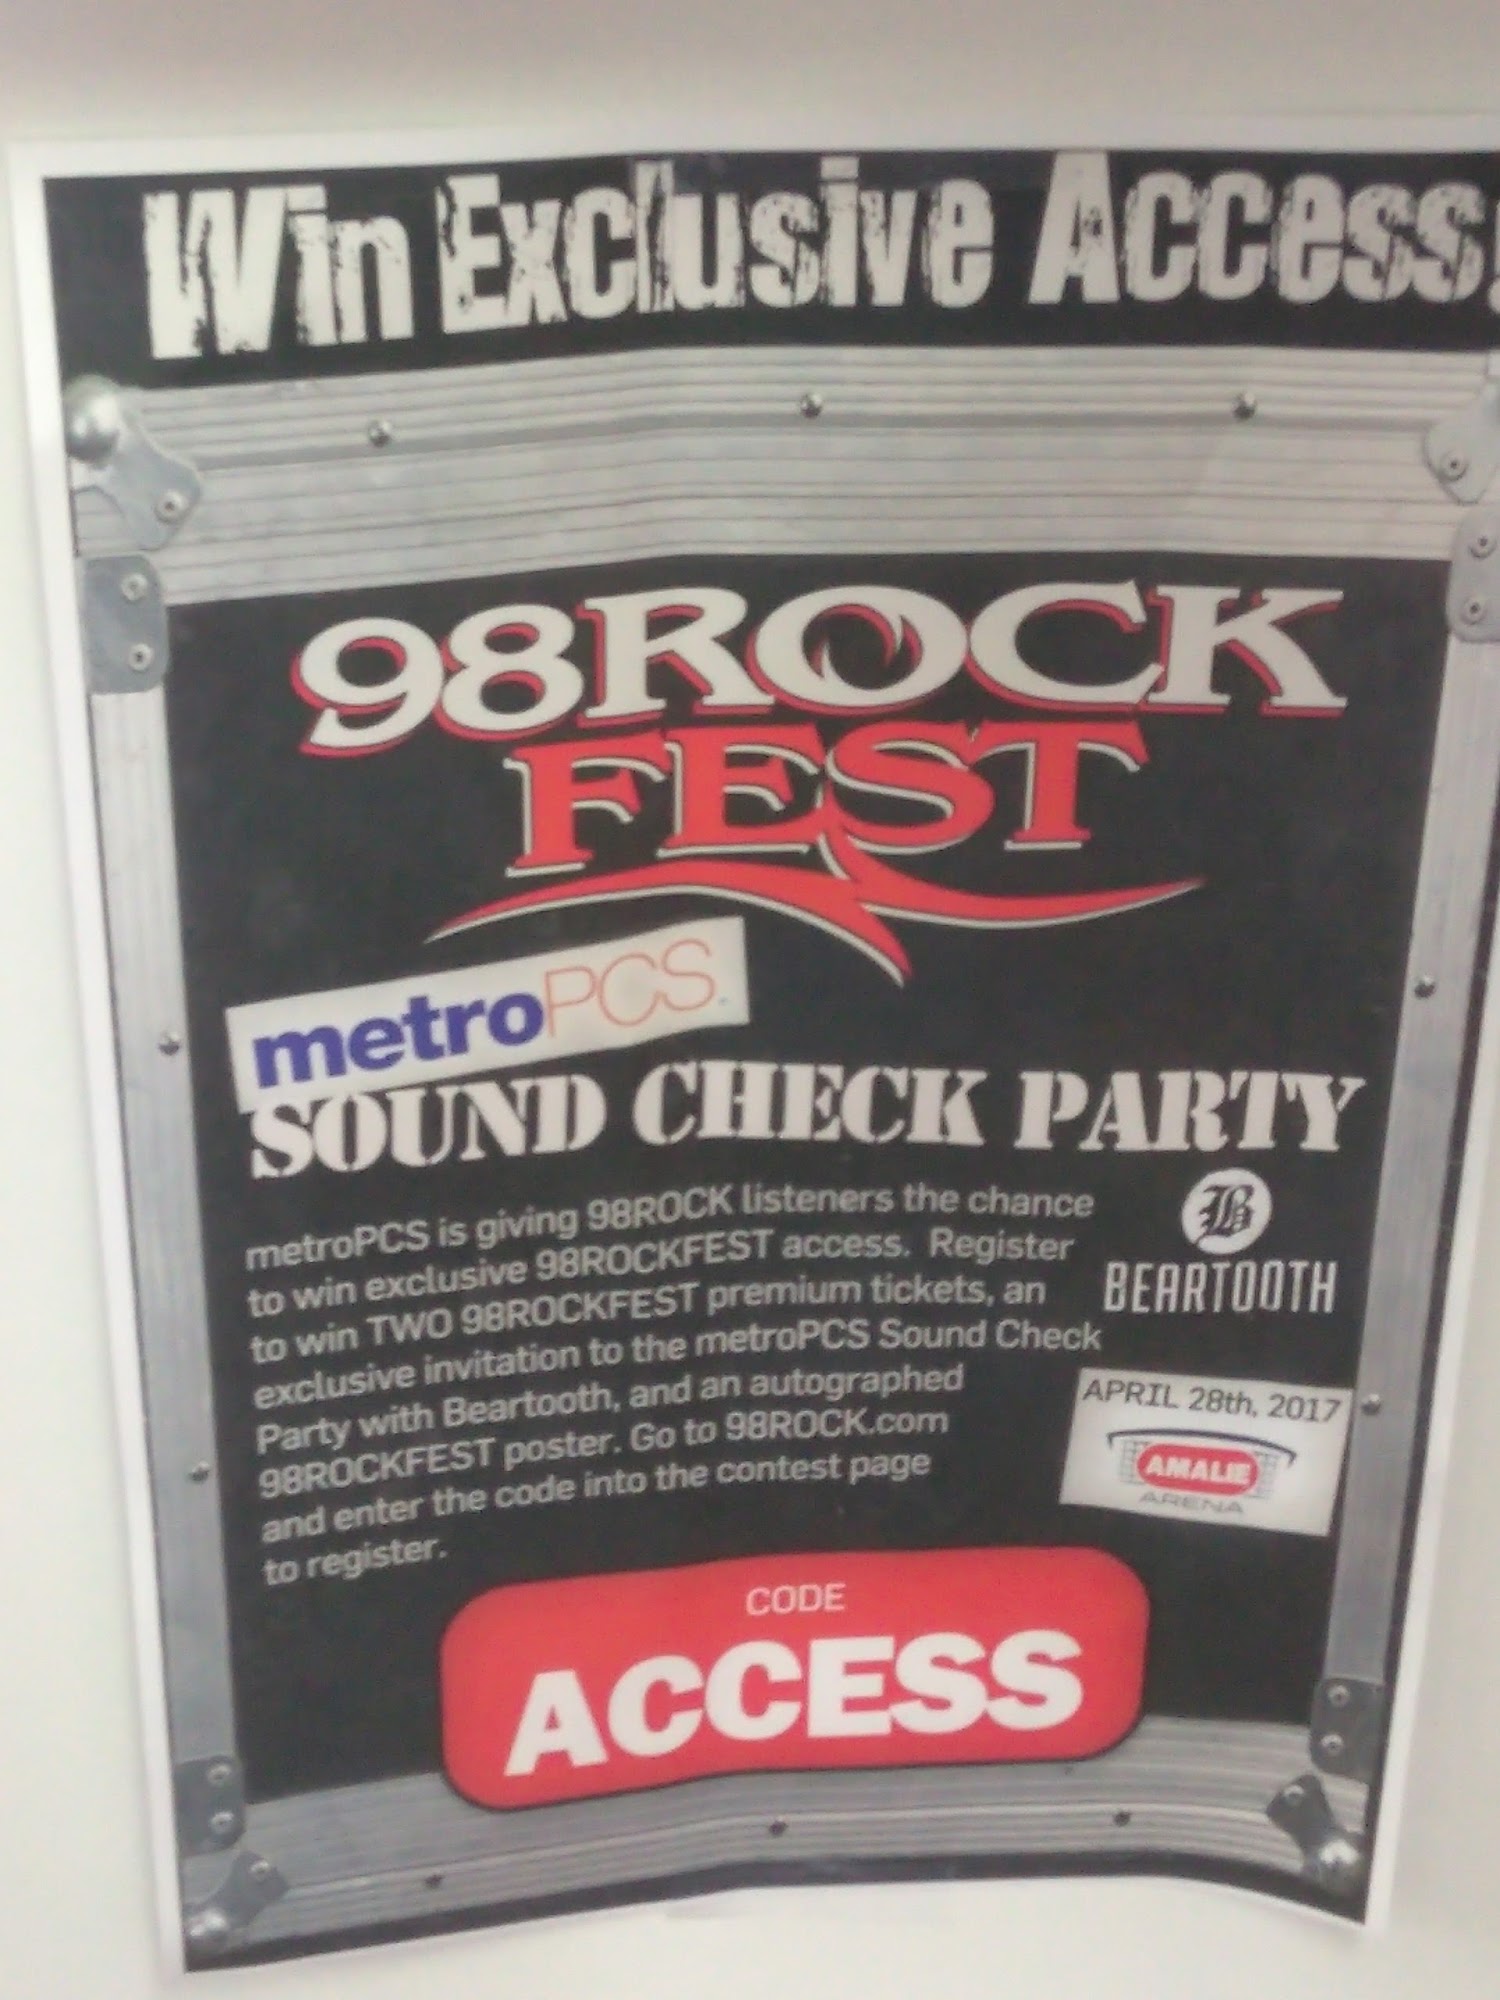 Win Exclusive Access!
98ROCK
FEST
metroPCS.
SOUND CHECK PARTY
metroPCS is giving 98ROCK listeners the chance
to win exclusive 98ROCKFEST access. Register
to win TWO 98ROCKFEST premium tickets, an
exclusive invitation to the metroPCS Sound Check
Party with Beartooth, and an autographed
98ROCKFEST poster. Go to 98ROCK.com
and enter the code into the contest page
to register.
B
BEARTOOTH
APRIL 28th, 2017
AMALIE
ARENA
CODE
ACCESS